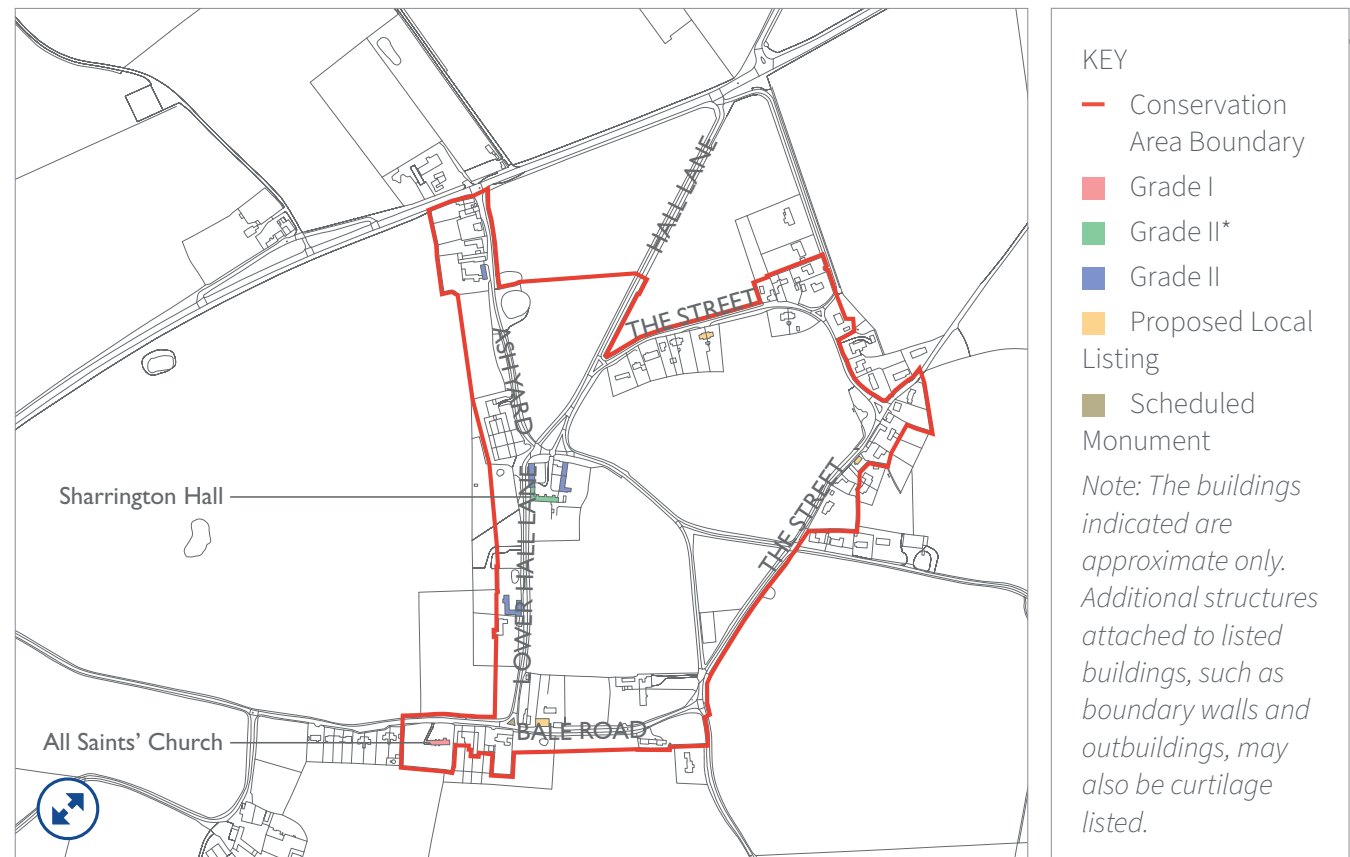 HALL LANE
THE STREET
ASH YARD
Sharrington Hall
LOWER HALL LANE
THE STREET
BALE ROAD
All Saints’ Church
KEY
Conservation
Area Boundary
Grade I
Grade II*
Grade II
Proposed Local
Listing
Scheduled
Monument
Note: The buildings
indicated are
approximate only.
Additional structures
attached to listed
buildings, such as
boundary walls and
outbuildings, may
also be curtilage
listed.